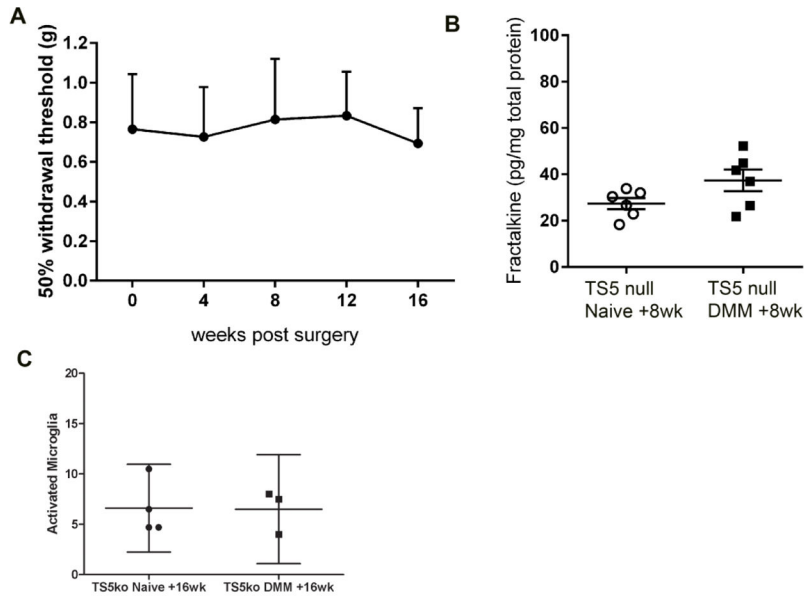 A
50% withdrawal threshold (g)
1.2
1.0
0.8
0.6
0.4
0.2
0.0
0 4 8 12 16
weeks post surgery
B
Fractalkine (pg/mg total protein)
100
80
60
40
20
0
TS5 null
Naive +8wk
TS5 null
DMM +8wk
C
Activated Microglia
20
15
10
5
0
TS5ko Naive +16wk TS5ko DMM +16wk